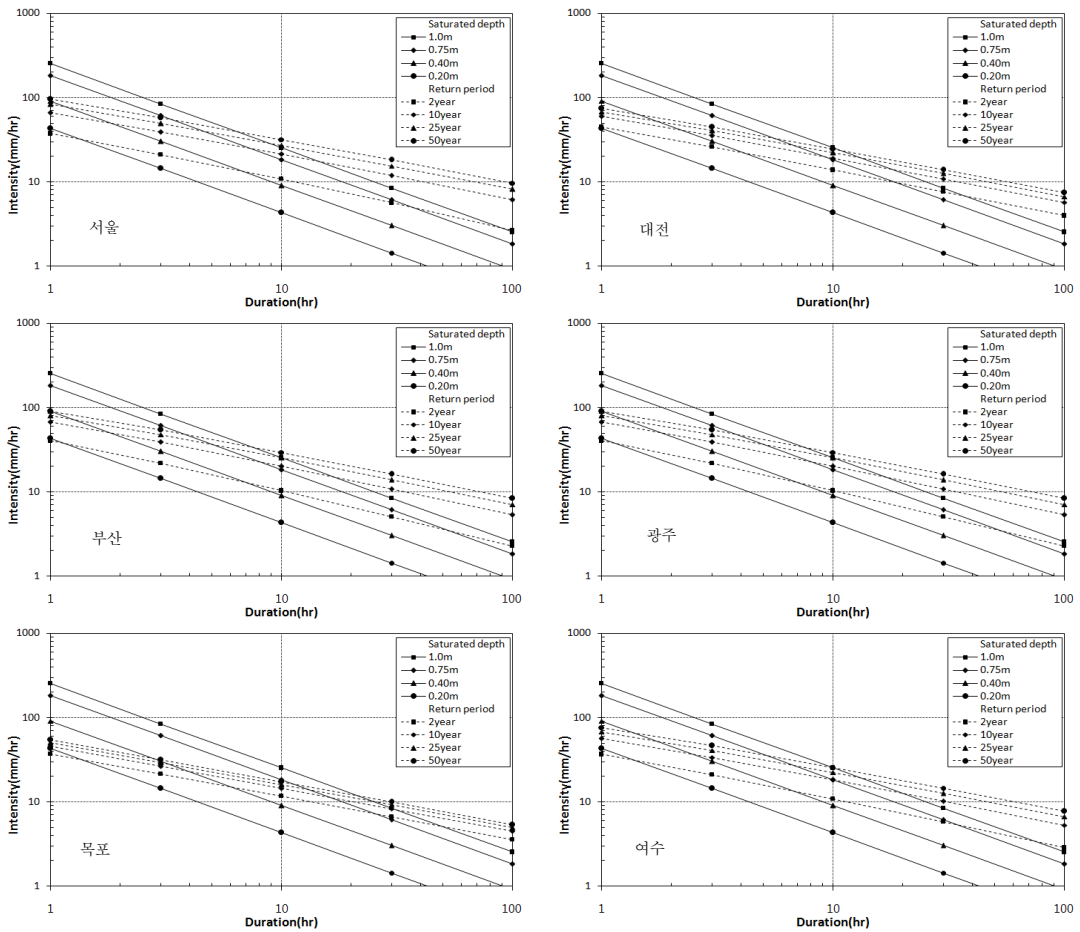 1000
100
10
1
Intensity(mm/hr)
Saturated depth
1.0m
0.75m
0.40m
0.20m
Return period
2year
10year
25year
50year
서울
1
10
100
Duration(hr)
1000
100
10
1
Intensity(mm/hr)
Saturated depth
1.0m
0.75m
0.40m
0.20m
Return period
2year
10year
25year
50year
대전
1
10
100
Duration(hr)
1000
100
10
1
Intensity(mm/hr)
Saturated depth
1.0m
0.75m
0.40m
0.20m
Return period
2year
10year
25year
50year
부산
1
10
100
Duration(hr)
1000
100
10
1
Intensity(mm/hr)
Saturated depth
1.0m
0.75m
0.40m
0.20m
Return period
2year
10year
25year
50year
광주
1
10
100
Duration(hr)
1000
100
10
1
Intensity(mm/hr)
Saturated depth
1.0m
0.75m
0.40m
0.20m
Return period
2year
10year
25year
50year
목포
1
10
100
Duration(hr)
1000
100
10
1
Intensity(mm/hr)
Saturated depth
1.0m
0.75m
0.40m
0.20m
Return period
2year
10year
25year
50year
여수
1
10
100
Duration(hr)